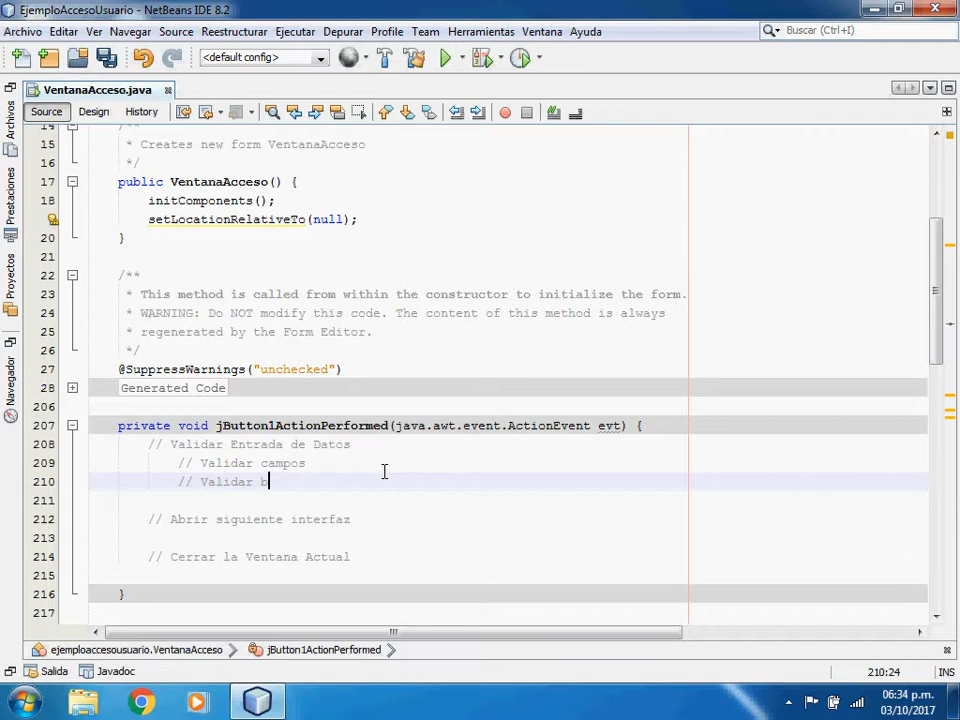 EjemploAccesoUsuario - NetBeans IDE 8.2
Archivo Editar Ver Navegar Source Reestructurar Ejecutar Depurar Profile Team Herramientas Ventana Ayuda
Buscar (Ctrl+I)
<default config>
VentanaAcceso.java
Source Design History
Archivos
Prestaciones
Proyectos
Navegador
14 /**
15 * Creates new form VentanaAcceso
16 */
17 public VentanaAcceso() {
18 initComponents();
setLocationRelativeTo(null);
20 }
21
22 /**
23 * This method is called from within the constructor to initialize the form.
24 * WARNING: Do NOT modify this code. The content of this method is always
25 * regenerated by the Form Editor.
26 */
27 @SuppressWarnings("unchecked")
28 Generated Code
206
207 private void jButton1ActionPerformed(java.awt.event.ActionEvent evt) {
208 // Validar Entrada de Datos
209 // Validar campos
210 // Validar b
211
212 // Abrir siguiente interfaz
213
214 // Cerrar la Ventana Actual
215
216 }
217
ejemploaccesousuario.VentanaAcceso jButton1ActionPerformed
Salida Javadoc
210:24 INS
06:34 p.m.
03/10/2017